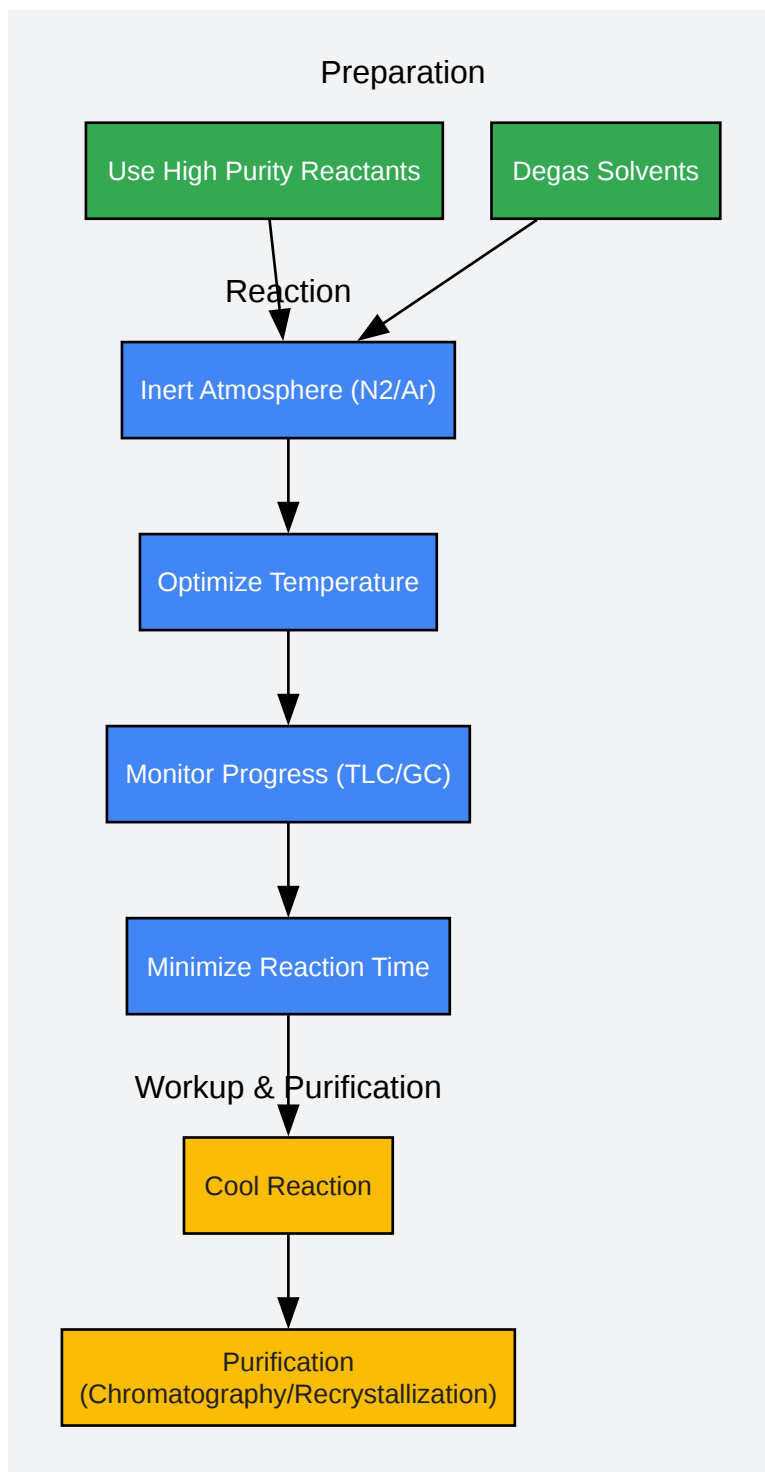 Preparation
Use High Purity Reactants
Degas Solvents
Reaction
Inert Atmosphere (N2/Ar)
Optimize Temperature
Monitor Progress (TLC/GC)
Minimize Reaction Time
Workup & Purification
Cool Reaction
Purification
(Chromatography/Recrystallization)